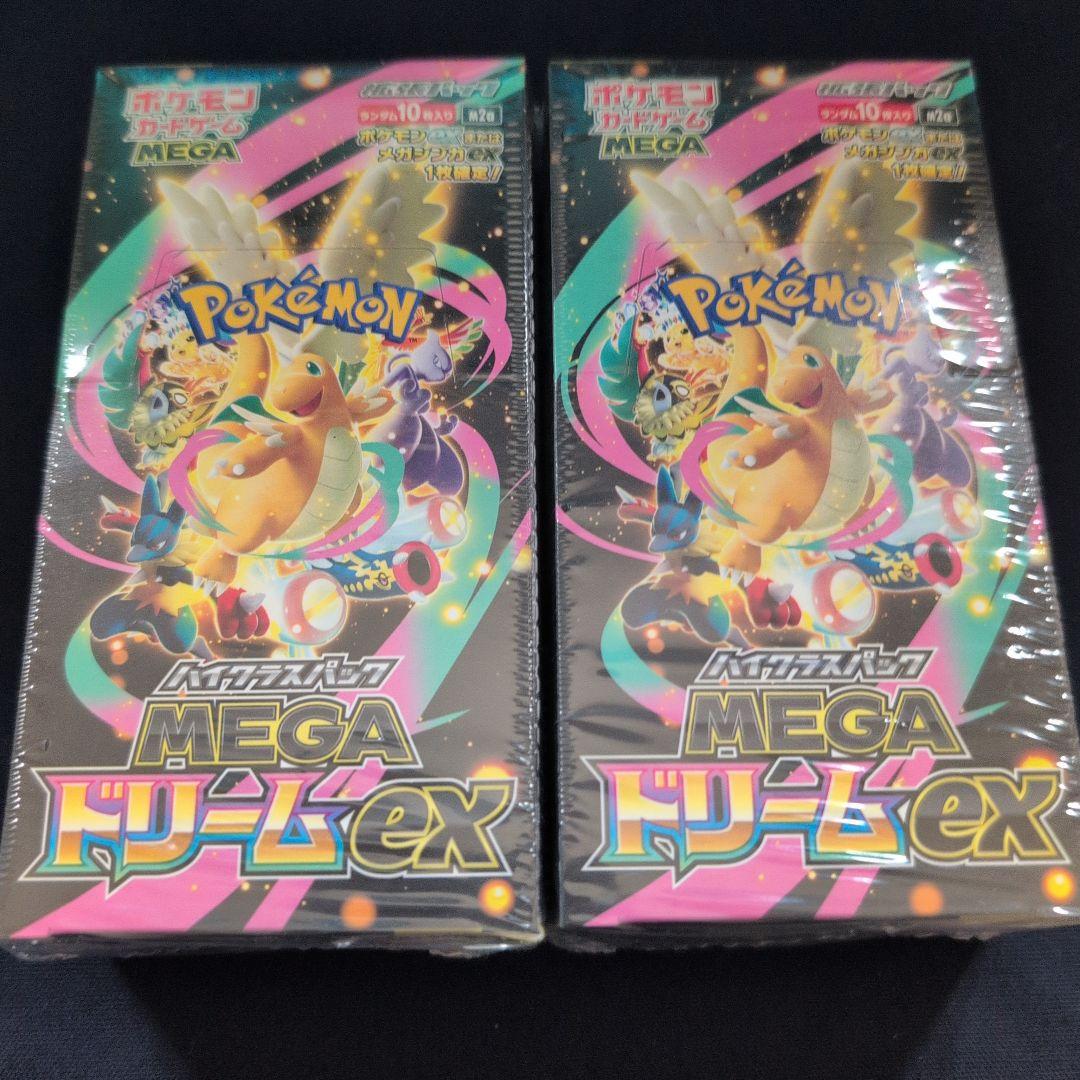 ポケモン
カードゲーム
MEGA
拡張パック
ランダム10枚入り M2a
ポケモンexまたは
メガシンカex
1枚確定!
POKéMON
TM
ハイクラスパック
MEGA
ドリームex
ポケモン
カードゲーム
MEGA
拡張パック
ランダム10枚入り M2a
ポケモンexまたは
メガシンカex
1枚確定!
POKéMON
ハイクラスパック
MEGA
ドリームex